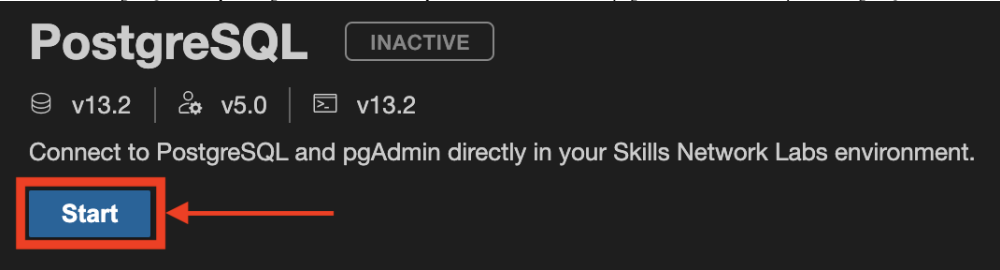 PostgreSQL INACTIVE
v13.2 v5.0 v13.2
Connect to PostgreSQL and pgAdmin directly in your Skills Network Labs environment.
Start